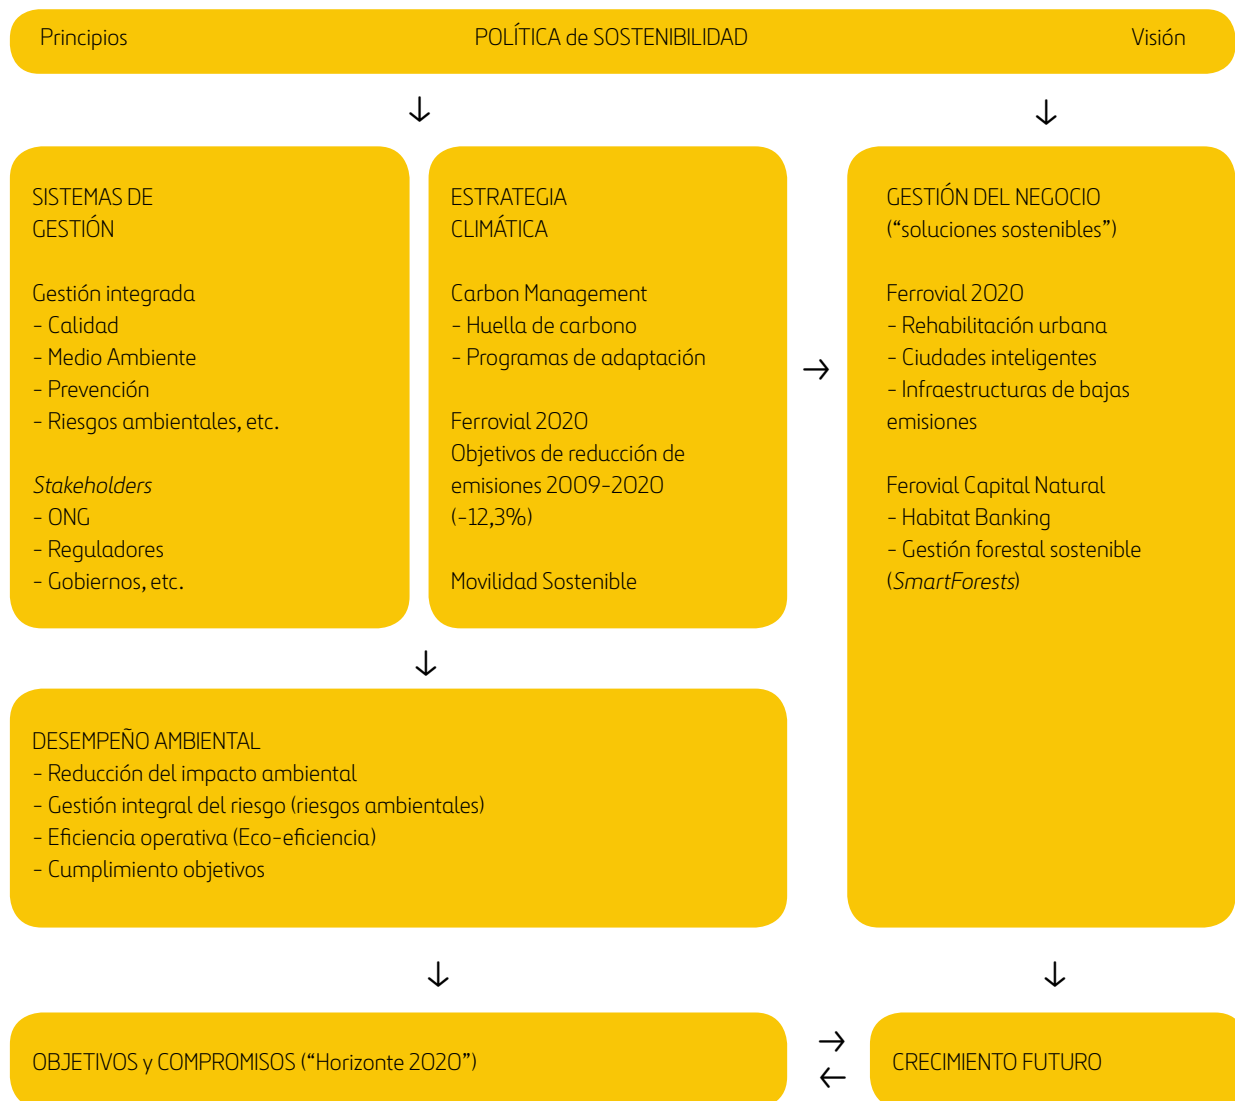 Principios POLÍTICA de SOSTENIBILIDAD Visión
SISTEMAS DE
GESTIÓN
Gestión integrada
- Calidad
- Medio Ambiente
- Prevención
- Riesgos ambientales, etc.
Stakeholders
- ONG
- Reguladores
- Gobiernos, etc.
ESTRATEGIA
CLIMÁTICA
Carbon Management
- Huella de carbono
- Programas de adaptación
Ferrovial 2020
Objetivos de reducción de
emisiones 2009-2020
(-12,3%)
Movilidad Sostenible
GESTIÓN DEL NEGOCIO
(“soluciones sostenibles”)
Ferrovial 2020
- Rehabilitación urbana
- Ciudades inteligentes
- Infraestructuras de bajas
emisiones
Ferovial Capital Natural
- Habitat Banking
- Gestión forestal sostenible
(SmartForests)
DESEMPEÑO AMBIENTAL
- Reducción del impacto ambiental
- Gestión integral del riesgo (riesgos ambientales)
- Eficiencia operativa (Eco-eficiencia)
- Cumplimiento objetivos
OBJETIVOS y COMPROMISOS (“Horizonte 2020”)
CRECIMIENTO FUTURO